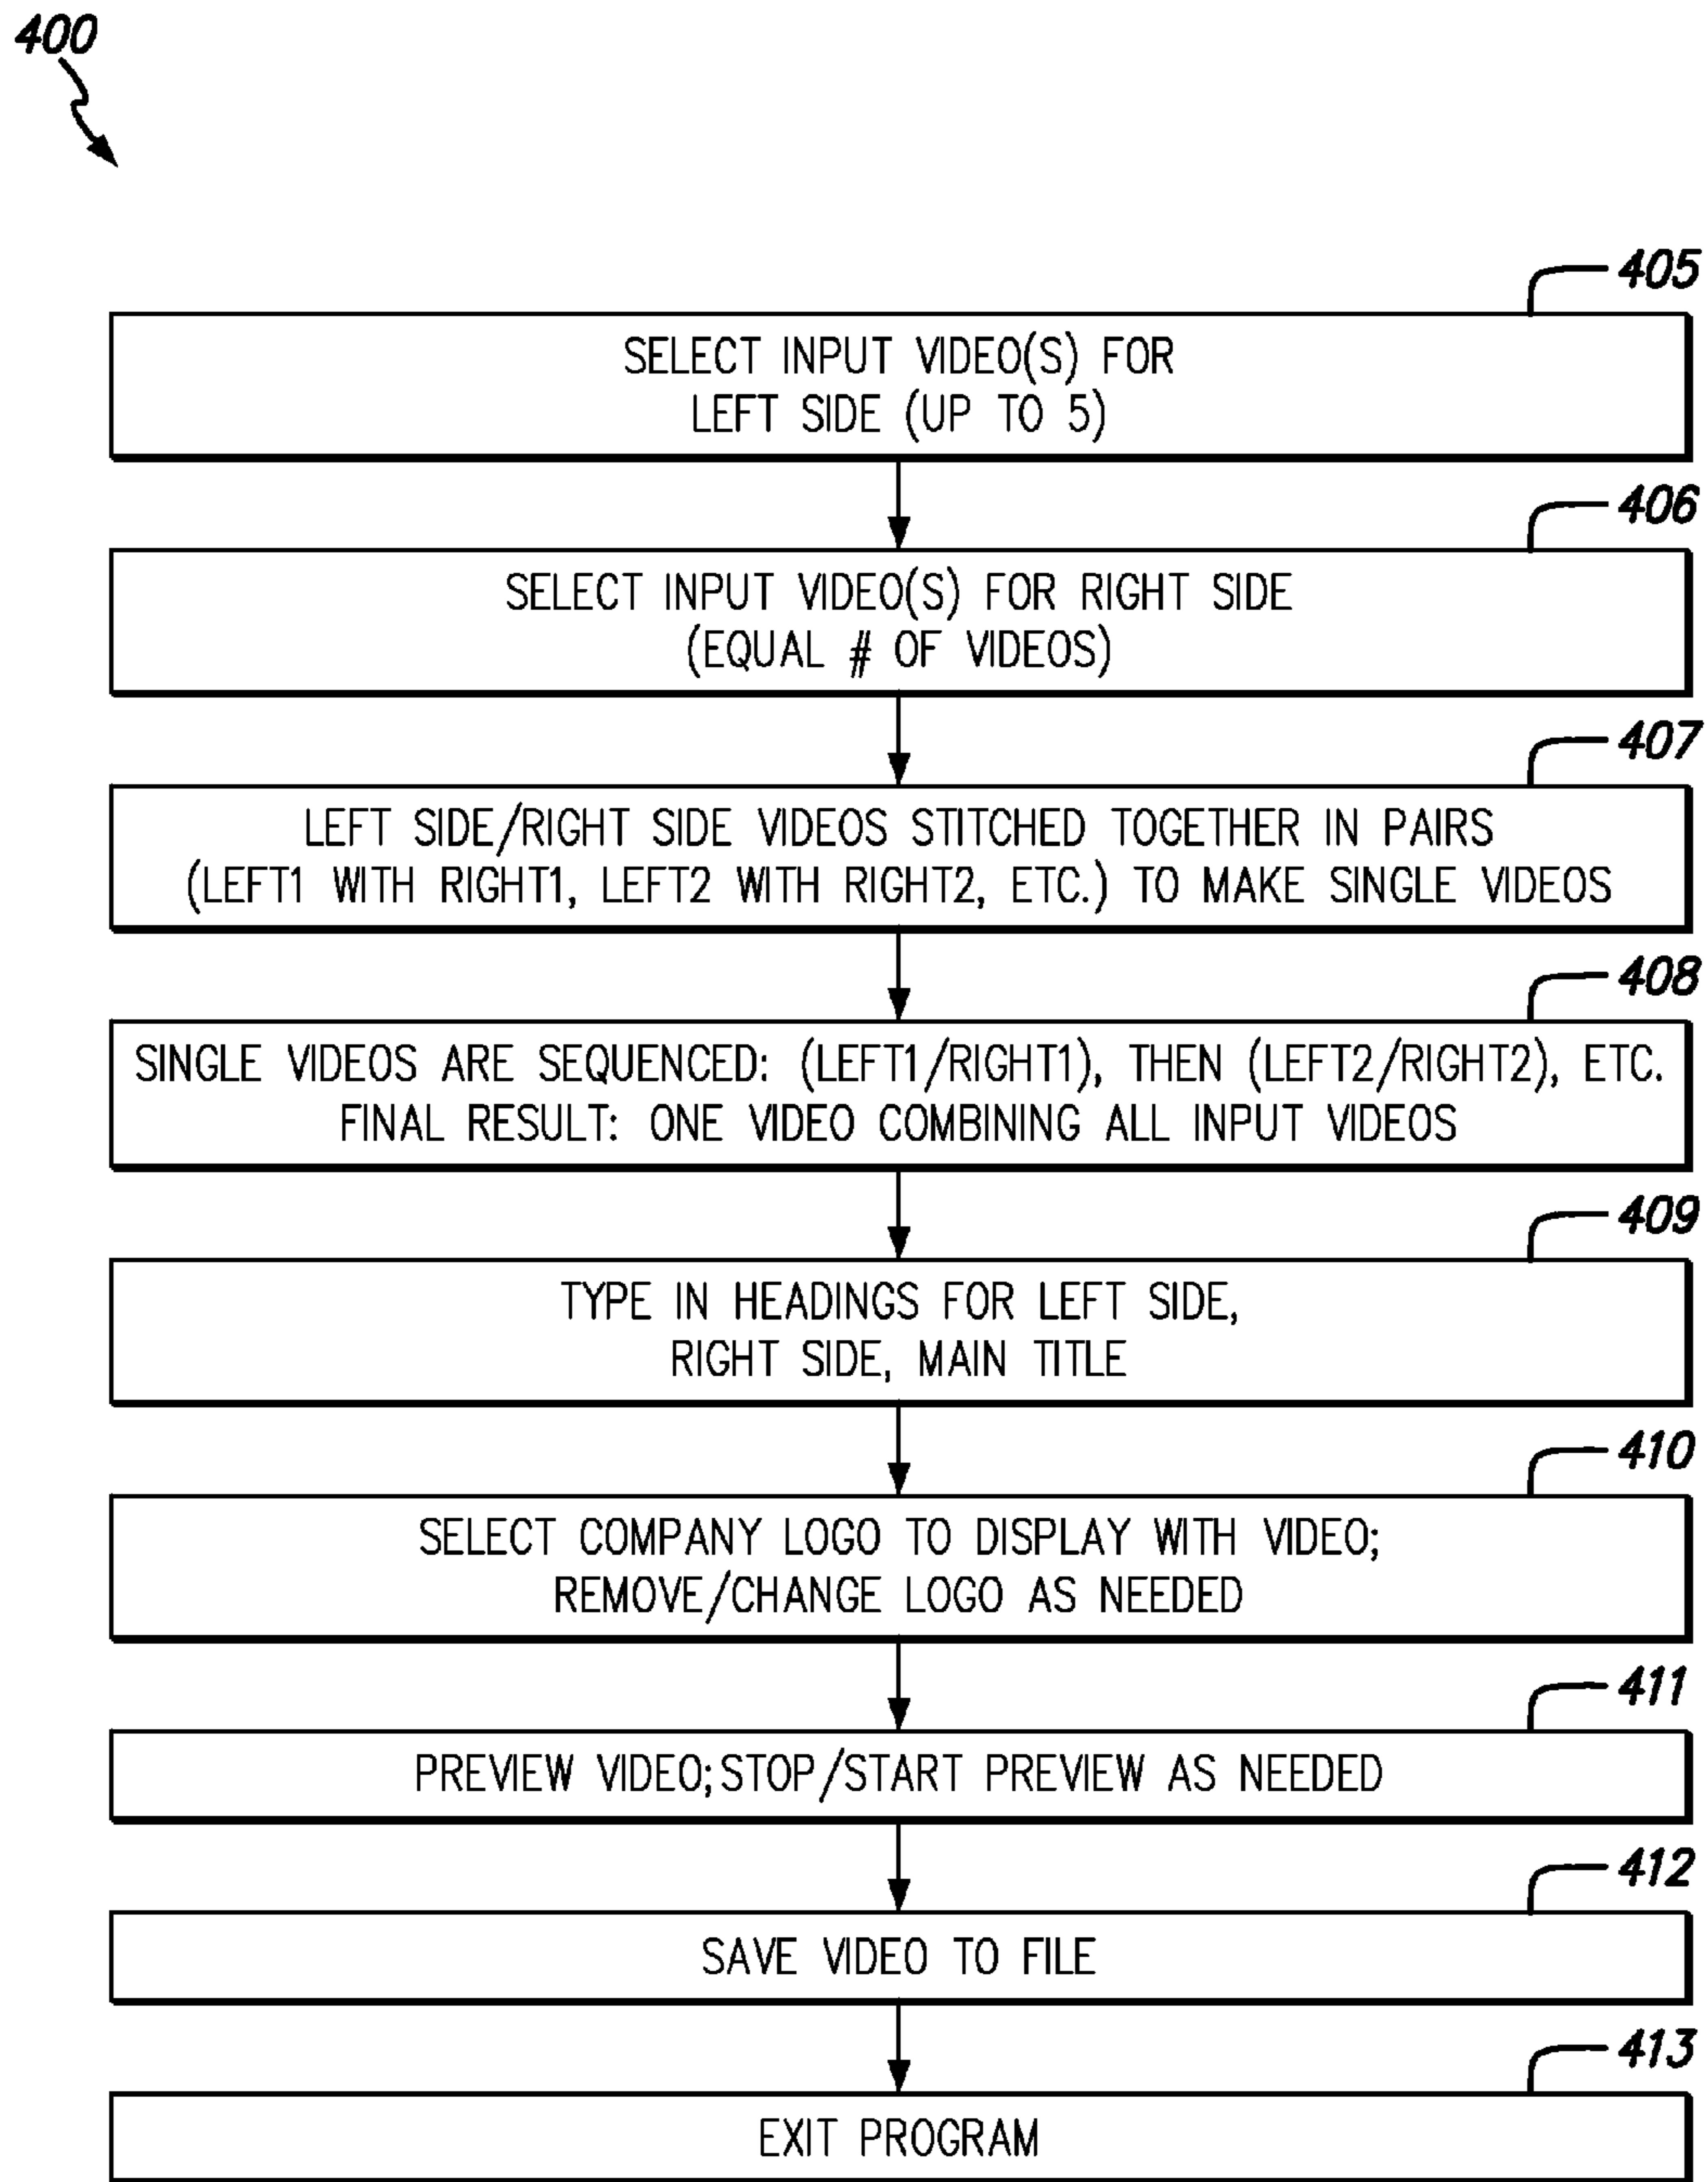 400
405
SELECT INPUT VIDEO(S) FOR
LEFT SIDE (UP TO 5)
406
SELECT INPUT VIDEO(S) FOR RIGHT SIDE
(EQUAL # OF VIDEOS)
407
LEFT SIDE/RIGHT SIDE VIDEOS STITCHED TOGETHER IN PAIRS
(LEFT1 WITH RIGHT1, LEFT2 WITH RIGHT2, ETC.) TO MAKE SINGLE VIDEOS
408
SINGLE VIDEOS ARE SEQUENCED: (LEFT1/RIGHT1), THEN (LEFT2/RIGHT2), ETC.
FINAL RESULT: ONE VIDEO COMBINING ALL INPUT VIDEOS
409
TYPE IN HEADINGS FOR LEFT SIDE,
RIGHT SIDE, MAIN TITLE
410
SELECT COMPANY LOGO TO DISPLAY WITH VIDEO;
REMOVE/CHANGE LOGO AS NEEDED
411
PREVIEW VIDEO; STOP/START PREVIEW AS NEEDED
412
SAVE VIDEO TO FILE
413
EXIT PROGRAM